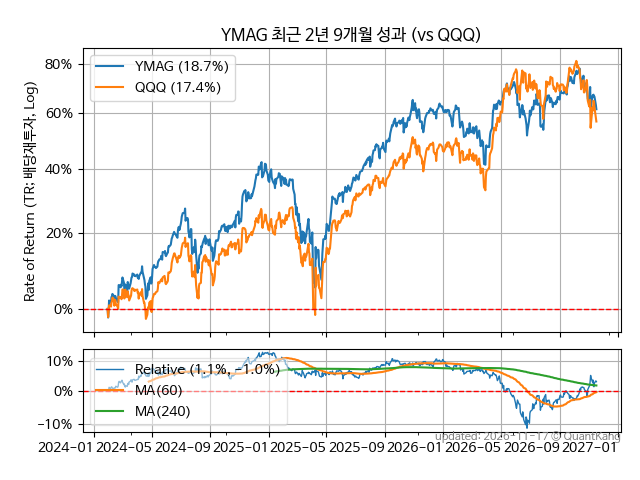 YMAG 최근 2년 9개월 성과 (vs QQQ)
Rate of Return (TR: 배당재투자, Log)
80%
60%
40%
20%
0%
YMAG (18.7%)
QQQ (17.4%)
10%
0%
−10%
Relative (1.1%, −1.0%)
MA(60)
MA(240)
updated: 2026-11-17 © QuantKang
2024−01 2024−05 2024−09 2025−01 2025−05 2025−09 2026−01 2026−05 2026−09 2027−01